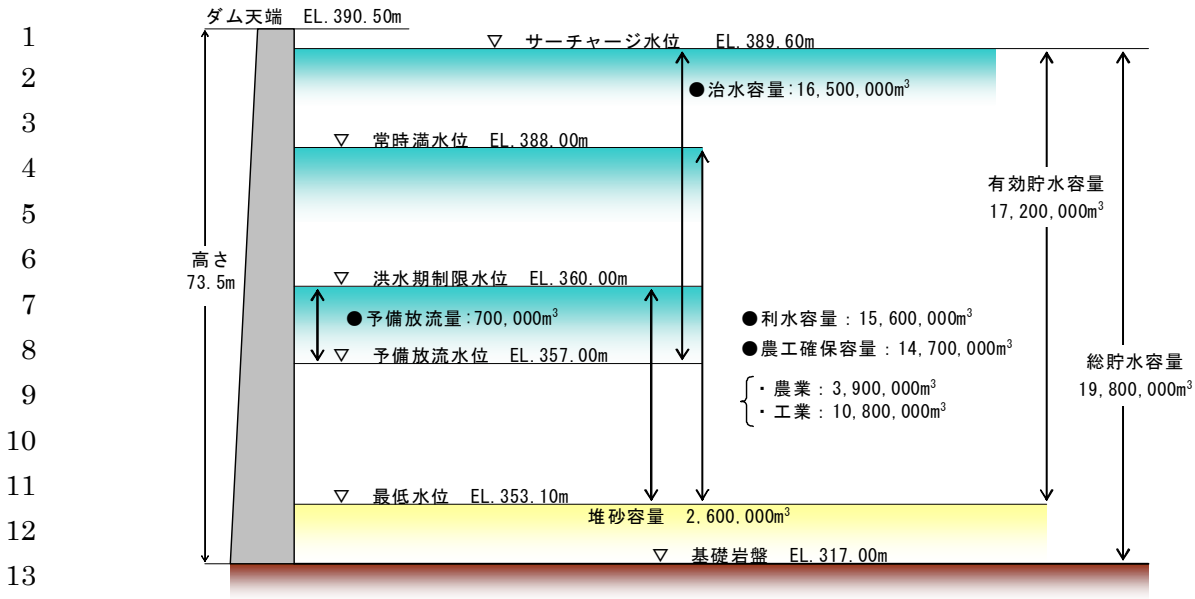 ダム天端 EL.390.50m
1
▽ サーチャージ水位 EL.389.60m
2
●治水容量:16,500,000m³
3
▽ 常時満水位 EL.388.00m
4
有効貯水容量
17,200,000m³
5
6
高さ
73.5m
▽ 洪水期制限水位 EL.360.00m
7
●予備放流量:700,000m³
●利水容量:15,600,000m³
8
▽ 予備放流水位 EL.357.00m
●農工確保容量:14,700,000m³
総貯水容量
19,800,000m³
9
・農業:3,900,000m³
・工業:10,800,000m³
10
11
▽ 最低水位 EL.353.10m
堆砂容量 2,600,000m³
12
▽ 基礎岩盤 EL.317.00m
13